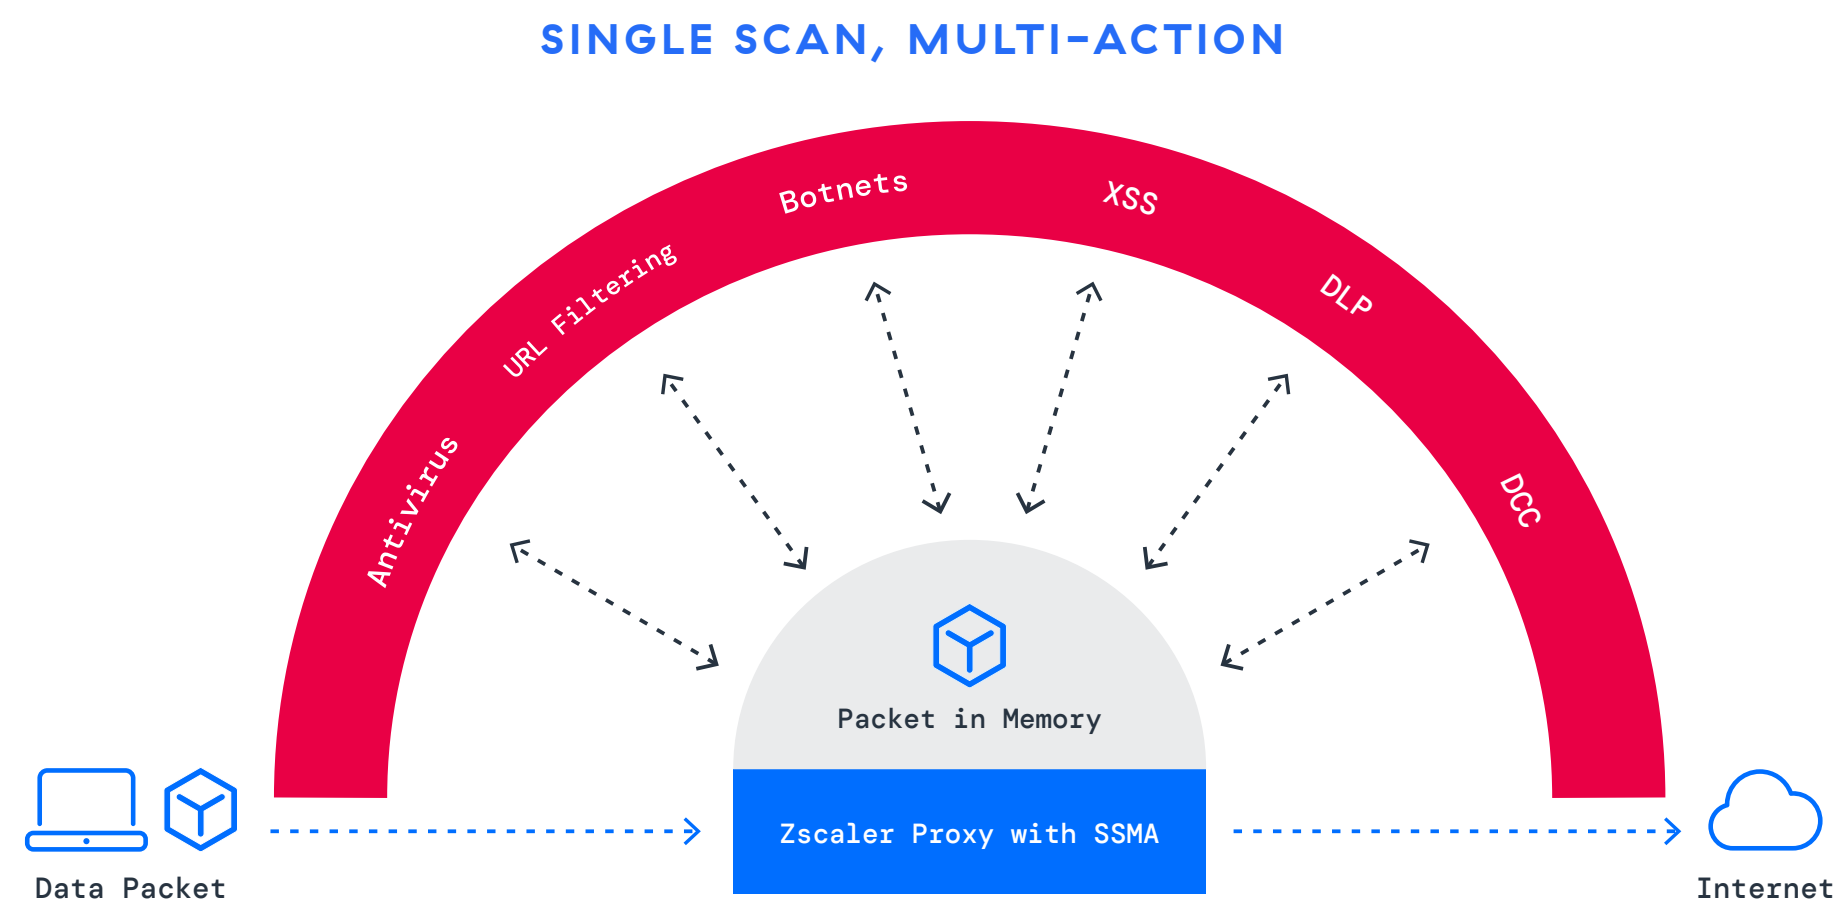 SINGLE SCAN, MULTI-ACTION
Antivirus
URL Filtering
Botnets
XSS
DLP
DCC
Packet in Memory
Zscaler Proxy with SSMA
Data Packet
Internet